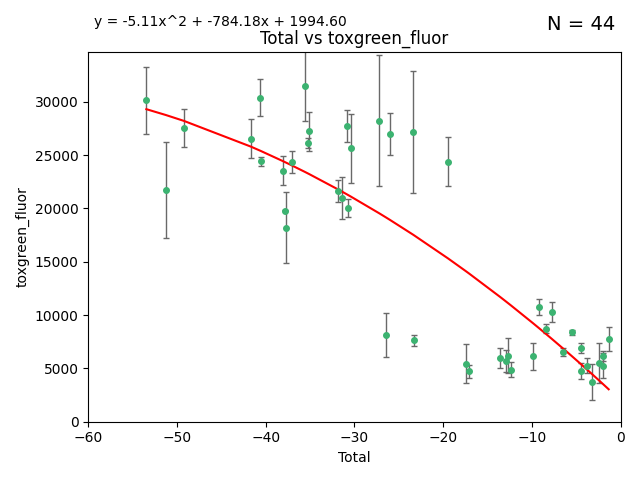 y = -5.11x^2 + -784.18x + 1994.60
N = 44
Total vs toxgreen_fluor
toxgreen_fluor
30000
25000
20000
15000
10000
5000
0
−60
−50
−40
−30
−20
−10
0
Total